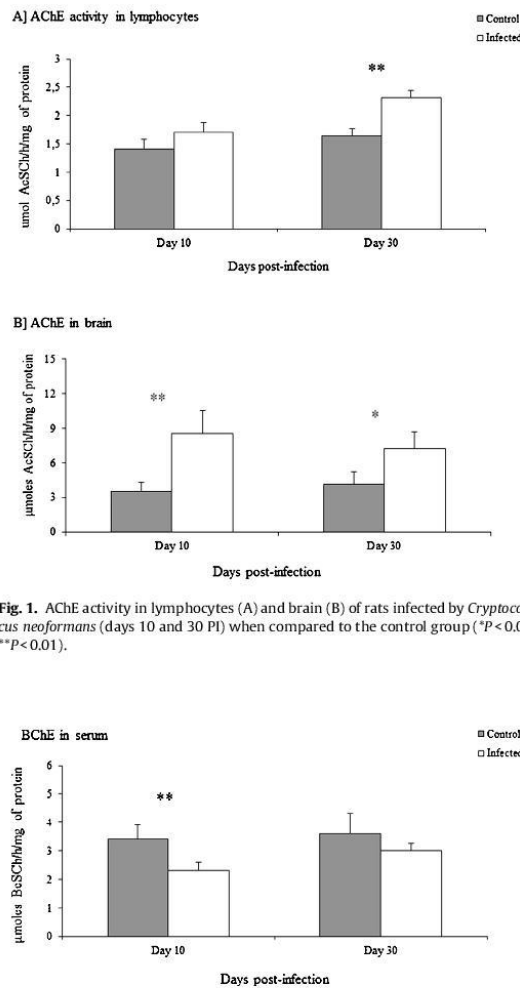 A] AChE activity in lymphocytes
Control
Infected
umol AcSCh/h/mg of protein
3
2,5
2
1,5
1
0,5
0
**
Day 10
Day 30
Days post-infection
B] AChE in brain
µmoles AcSCh/h/mg of protein
15
12
9
6
3
0
**
*
Day 10
Day 30
Days post-infection
Fig. 1. AChE activity in lymphocytes (A) and brain (B) of rats infected by Cryptoco
cus neoformans (days 10 and 30 PI) when compared to the control group (*P<0.0
**P<0.01).
BChE in serum
Control
Infected
µmoles BcSCh/h/mg of protein
6
5
4
3
2
1
0
**
Day 10
Day 30
Days post-infection